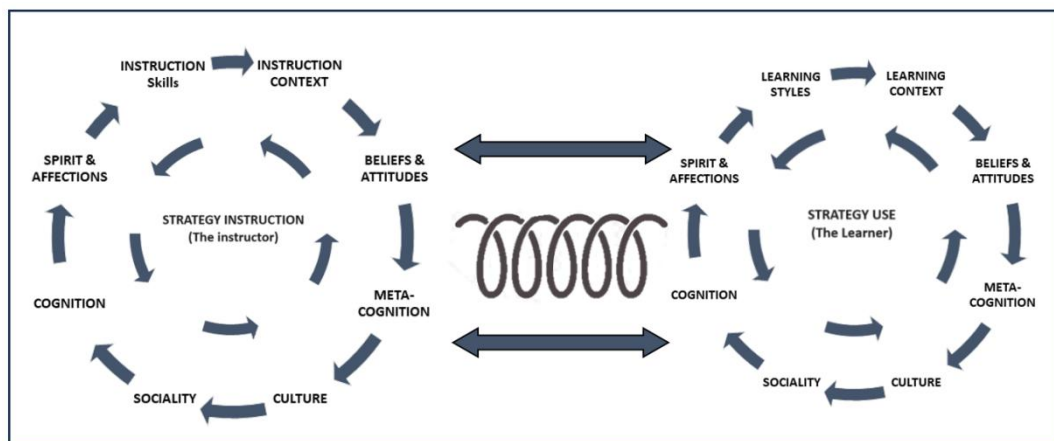 INSTRUCTION
Skills
INSTRUCTION
CONTEXT
SPIRIT &
AFFECTIONS
BELIEFS &
ATTITUDES
STRATEGY INSTRUCTION
(The instructor)
COGNITION
META-
COGNITION
SOCIALITY
CULTURE
LEARNING
STYLES
LEARNING
CONTEXT
SPIRIT &
AFFECTIONS
BELIEFS &
ATTITUDES
STRATEGY USE
(The Learner)
COGNITION
META-
COGNITION
SOCIALITY
CULTURE